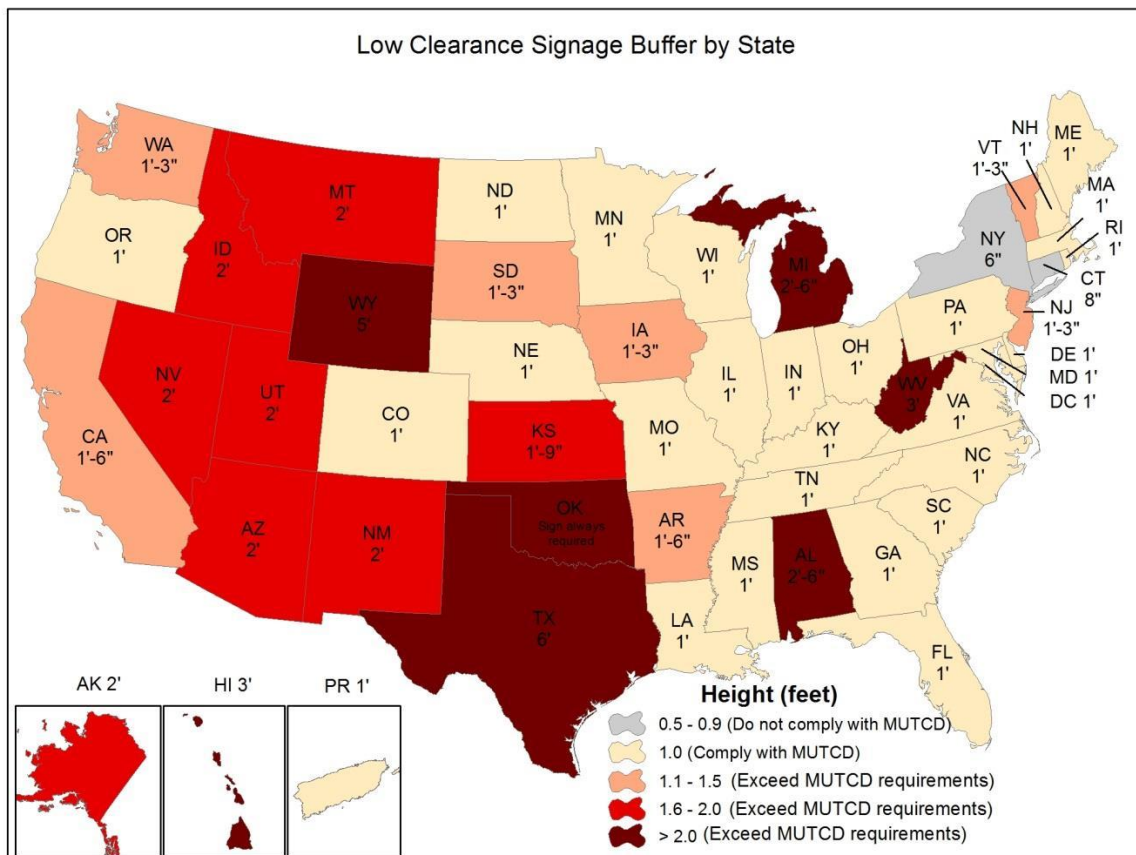 Low Clearance Signage Buffer by State
WA
1'-3"
OR
1'
CA
1'-6"
ID
2'
NV
2'
MT
2'
WY
5'
UT
2'
AZ
2'
CO
1'
NM
2'
ND
1'
SD
1'-3"
NE
1'
KS
1'-9"
OK
Sign always
required
TX
6'
MN
1'
IA
1'-3"
MO
1'
AR
1'-6"
LA
1'
WI
1'
IL
1'
MI
2'-6"
IN
1'
OH
1'
KY
1'
TN
1'
MS
1'
AL
2'-6"
GA
1'
FL
1'
SC
1'
NC
1'
VA
1'
WV
3'
PA
1'
NY
6"
VT
1'-3"
NH
1'
ME
1'
MA
1'
RI
1'
CT
8"
NJ
1'-3"
DE 1'
MD 1'
DC 1'
AK 2'
HI 3'
PR 1'
Height (feet)
0.5 - 0.9 (Do not comply with MUTCD)
1.0 (Comply with MUTCD)
1.1 - 1.5 (Exceed MUTCD requirements)
1.6 - 2.0 (Exceed MUTCD requirements)
> 2.0 (Exceed MUTCD requirements)